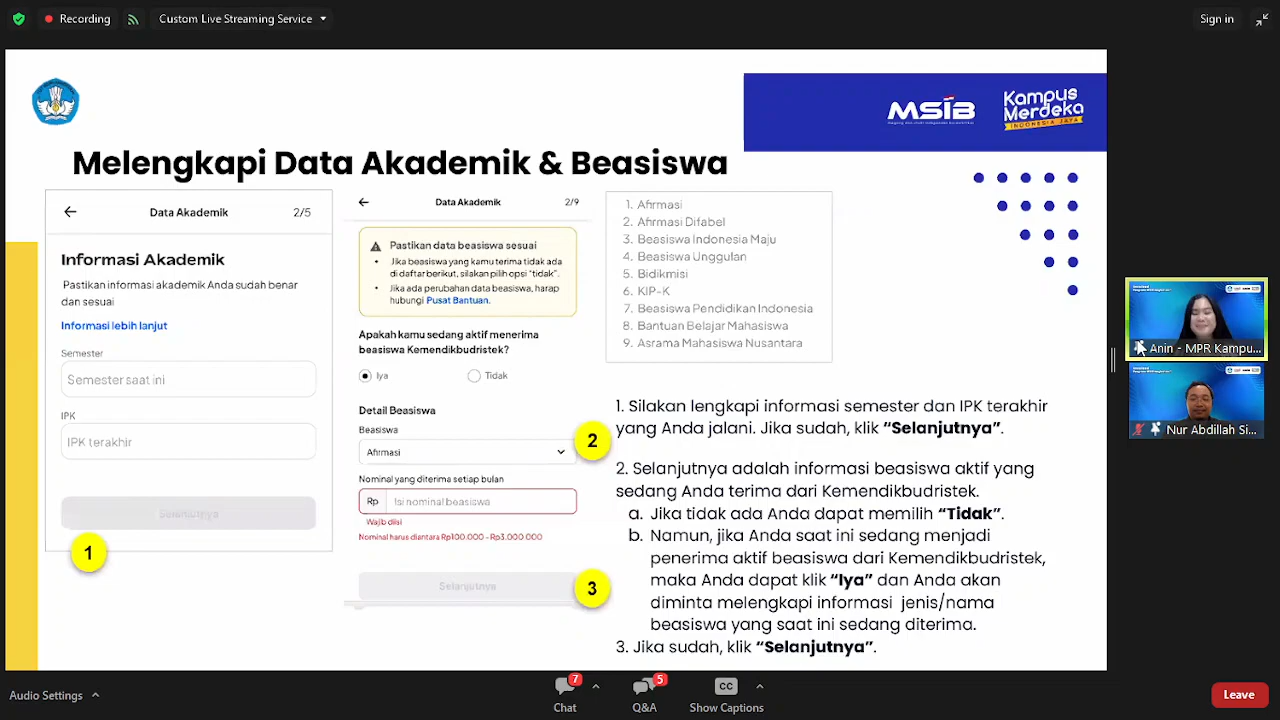 Recording
Custom Live Streaming Service
Sign in
MSIB
Kampus
Merdeka
INDONESIA JAYA
Melengkapi Data Akademik & Beasiswa
Data Akademik
2/5
Informasi Akademik
Pastikan informasi akademik Anda sudah benar
dan sesuai
Informasi lebih lanjut
Semester
Semester saat ini
IPK
IPK terakhir
Selanjutnya
1
Data Akademik
2/9
Pastikan data beasiswa sesuai
• Jika beasiswa yang kamu terima tidak ada
di daftar berikut, silakan pilih opsi "tidak".
• Jika ada perubahan data beasiswa, harap
hubungi Pusat Bantuan.
Apakah kamu sedang aktif menerima
beasiswa Kemendikbudristek?
Iya
Tidak
Detail Beasiswa
Beasiswa
Afirmasi
2
Nominal yang diterima setiap bulan
Rp
Isi nominal beasiswa
Wajib diisi
Nominal harus diantara Rp100.000 - Rp3.000.000
Selanjutnya
3
1. Afirmasi
2. Afirmasi Difabel
3. Beasiswa Indonesia Maju
4. Beasiswa Unggulan
5. Bidikmisi
6. KIP-K
7. Beasiswa Pendidikan Indonesia
8. Bantuan Belajar Mahasiswa
9. Asrama Mahasiswa Nusantara
1. Silakan lengkapi informasi semester dan IPK terakhir
yang Anda jalani. Jika sudah, klik “Selanjutnya”.
2. Selanjutnya adalah informasi beasiswa aktif yang
sedang Anda terima dari Kemendikbudristek.
a. Jika tidak ada Anda dapat memilih “Tidak”.
b. Namun, jika Anda saat ini sedang menjadi
penerima aktif beasiswa dari Kemendikbudristek,
maka Anda dapat klik “Iya” dan Anda akan
diminta melengkapi informasi jenis/nama
beasiswa yang saat ini sedang diterima.
3. Jika sudah, klik “Selanjutnya”.
Anin - MPR Kampu...
Nur Abdillah Si...
Audio Settings
7
Chat
5
Q&A
CC
Show Captions
Leave